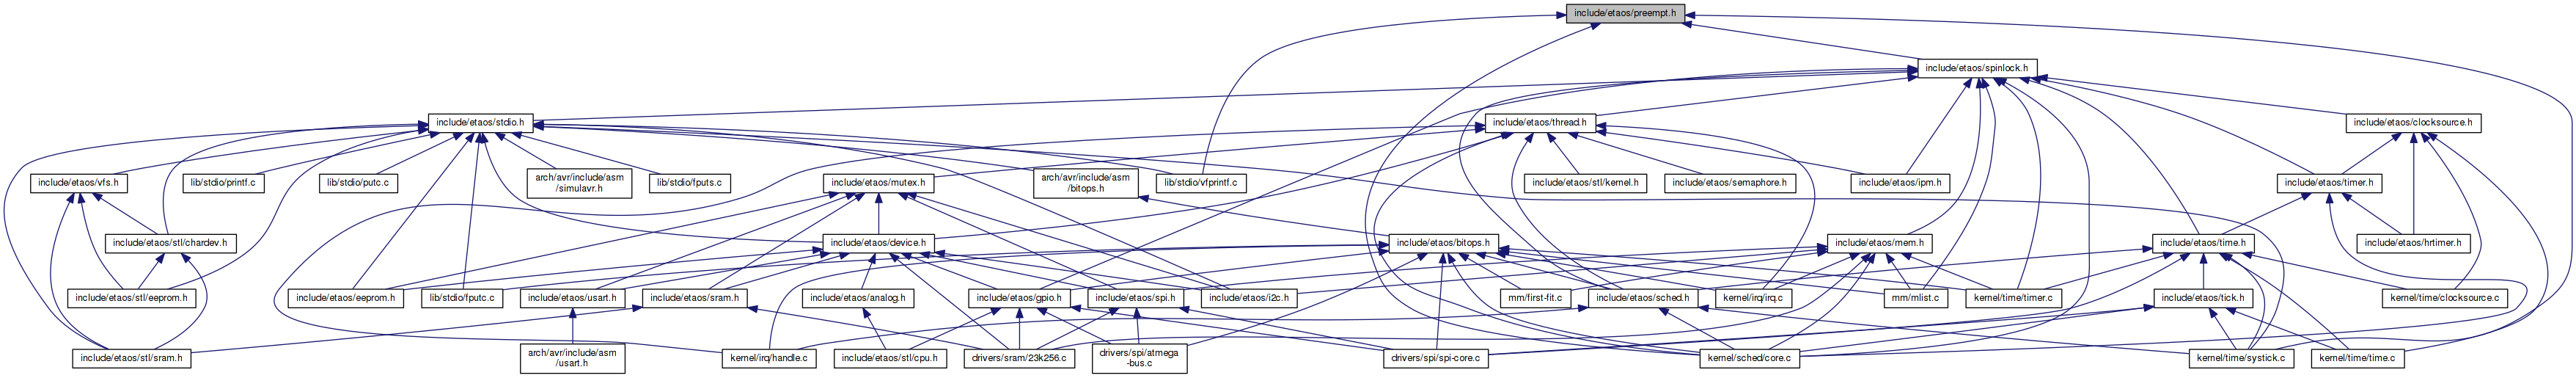 include/etaos/preempt.h
include/etaos/spinlock.h
include/etaos/stdio.h
include/etaos/thread.h
include/etaos/clocksource.h
include/etaos/vfs.h
lib/stdio/printf.c
lib/stdio/putc.c
arch/avr/include/asm
/simulavr.h
lib/stdio/fputs.c
include/etaos/mutex.h
arch/avr/include/asm
/bitops.h
lib/stdio/vfprintf.c
include/etaos/stl/kernel.h
include/etaos/semaphore.h
include/etaos/ipm.h
include/etaos/timer.h
include/etaos/stl/chardev.h
include/etaos/device.h
include/etaos/bitops.h
include/etaos/mem.h
include/etaos/time.h
include/etaos/hrtimer.h
include/etaos/stl/eeprom.h
include/etaos/eeprom.h
lib/stdio/fputc.c
include/etaos/usart.h
include/etaos/sram.h
include/etaos/analog.h
include/etaos/gpio.h
include/etaos/spi.h
include/etaos/i2c.h
mm/first-fit.c
include/etaos/sched.h
kernel/irq/irq.c
mm/mlist.c
kernel/time/timer.c
include/etaos/tick.h
kernel/time/clocksource.c
include/etaos/stl/sram.h
arch/avr/include/asm
/usart.h
kernel/irq/handle.c
include/etaos/stl/cpu.h
drivers/sram/23k256.c
drivers/spi/atmega
-bus.c
drivers/spi/spi-core.c
kernel/sched/core.c
kernel/time/systick.c
kernel/time/time.c